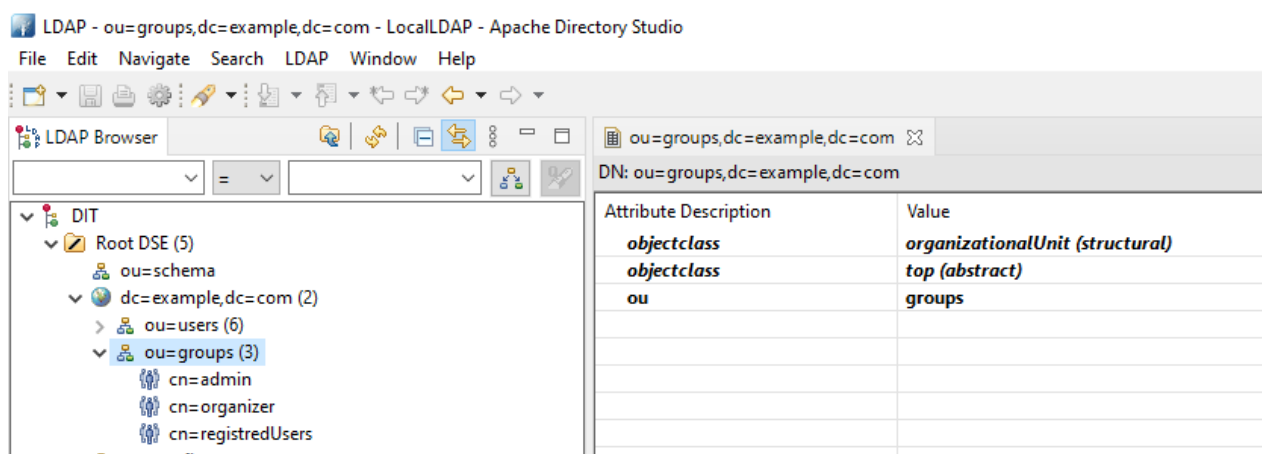 LDAP - ou=groups,dc=example,dc=com - LocalLDAP - Apache Directory Studio
File Edit Navigate Search LDAP Window Help
LDAP Browser
=
DIT
Root DSE (5)
ou=schema
dc=example,dc=com (2)
ou=users (6)
ou=groups (3)
cn=admin
cn=organizer
cn=registredUsers
ou=groups,dc=example,dc=com
DN: ou=groups,dc=example,dc=com
Attribute Description Value
objectclass organizationalUnit (structural)
objectclass top (abstract)
ou groups